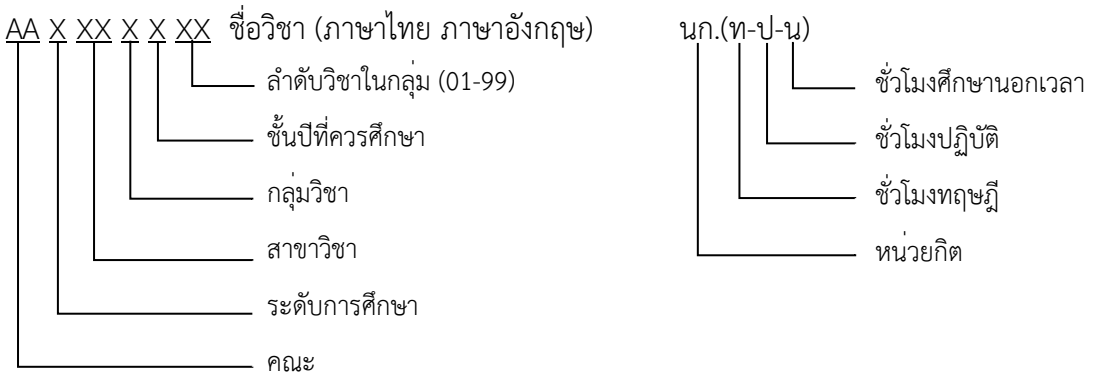 AA X XX X X XX ชื่อวิชา (ภาษาไทย ภาษาอังกฤษ) นก.(ท-ป-น)
ลำดับวิชาในกลุ่ม (01-99) ชั่วโมงศึกษานอกเวลา
ชั้นปีที่ควรศึกษา ชั่วโมงปฏิบัติ
กลุ่มวิชา ชั่วโมงทฤษฎี
สาขาวิชา หน่วยกิต
ระดับการศึกษา
คณะ